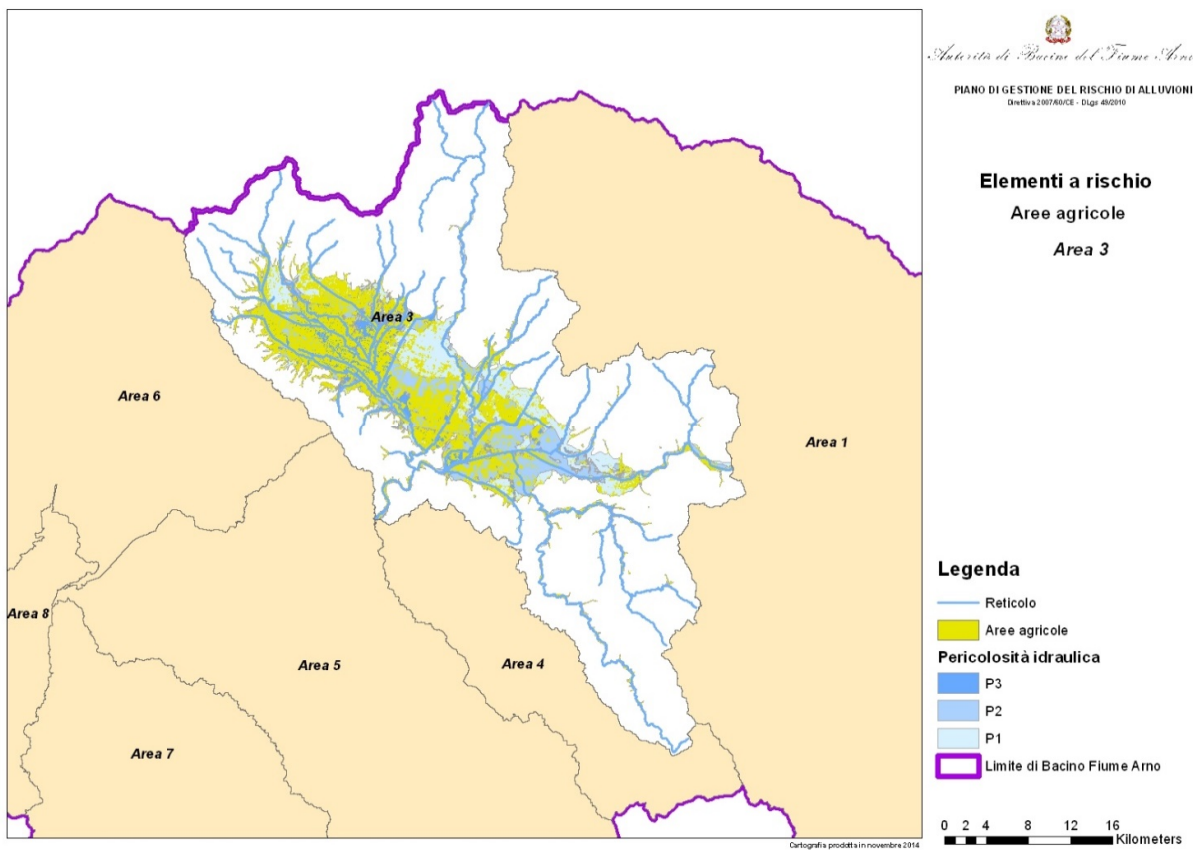 Autorità di Bacino del Fiume Arno
PIANO DI GESTIONE DEL RISCHIO DI ALLUVIONI
Direttiva 2007/60/CE - DLgs 49/2010
Elementi a rischio
Aree agricole
Area 3
Area 3
Area 6
Area 1
Area 8
Area 5
Area 4
Area 7
Legenda
Reticolo
Aree agricole
Pericolosità idraulica
P3
P2
P1
Limite di Bacino Fiume Arno
0 2 4 8 12 16
Kilometers
Cartografia prodotta in novembre 2014